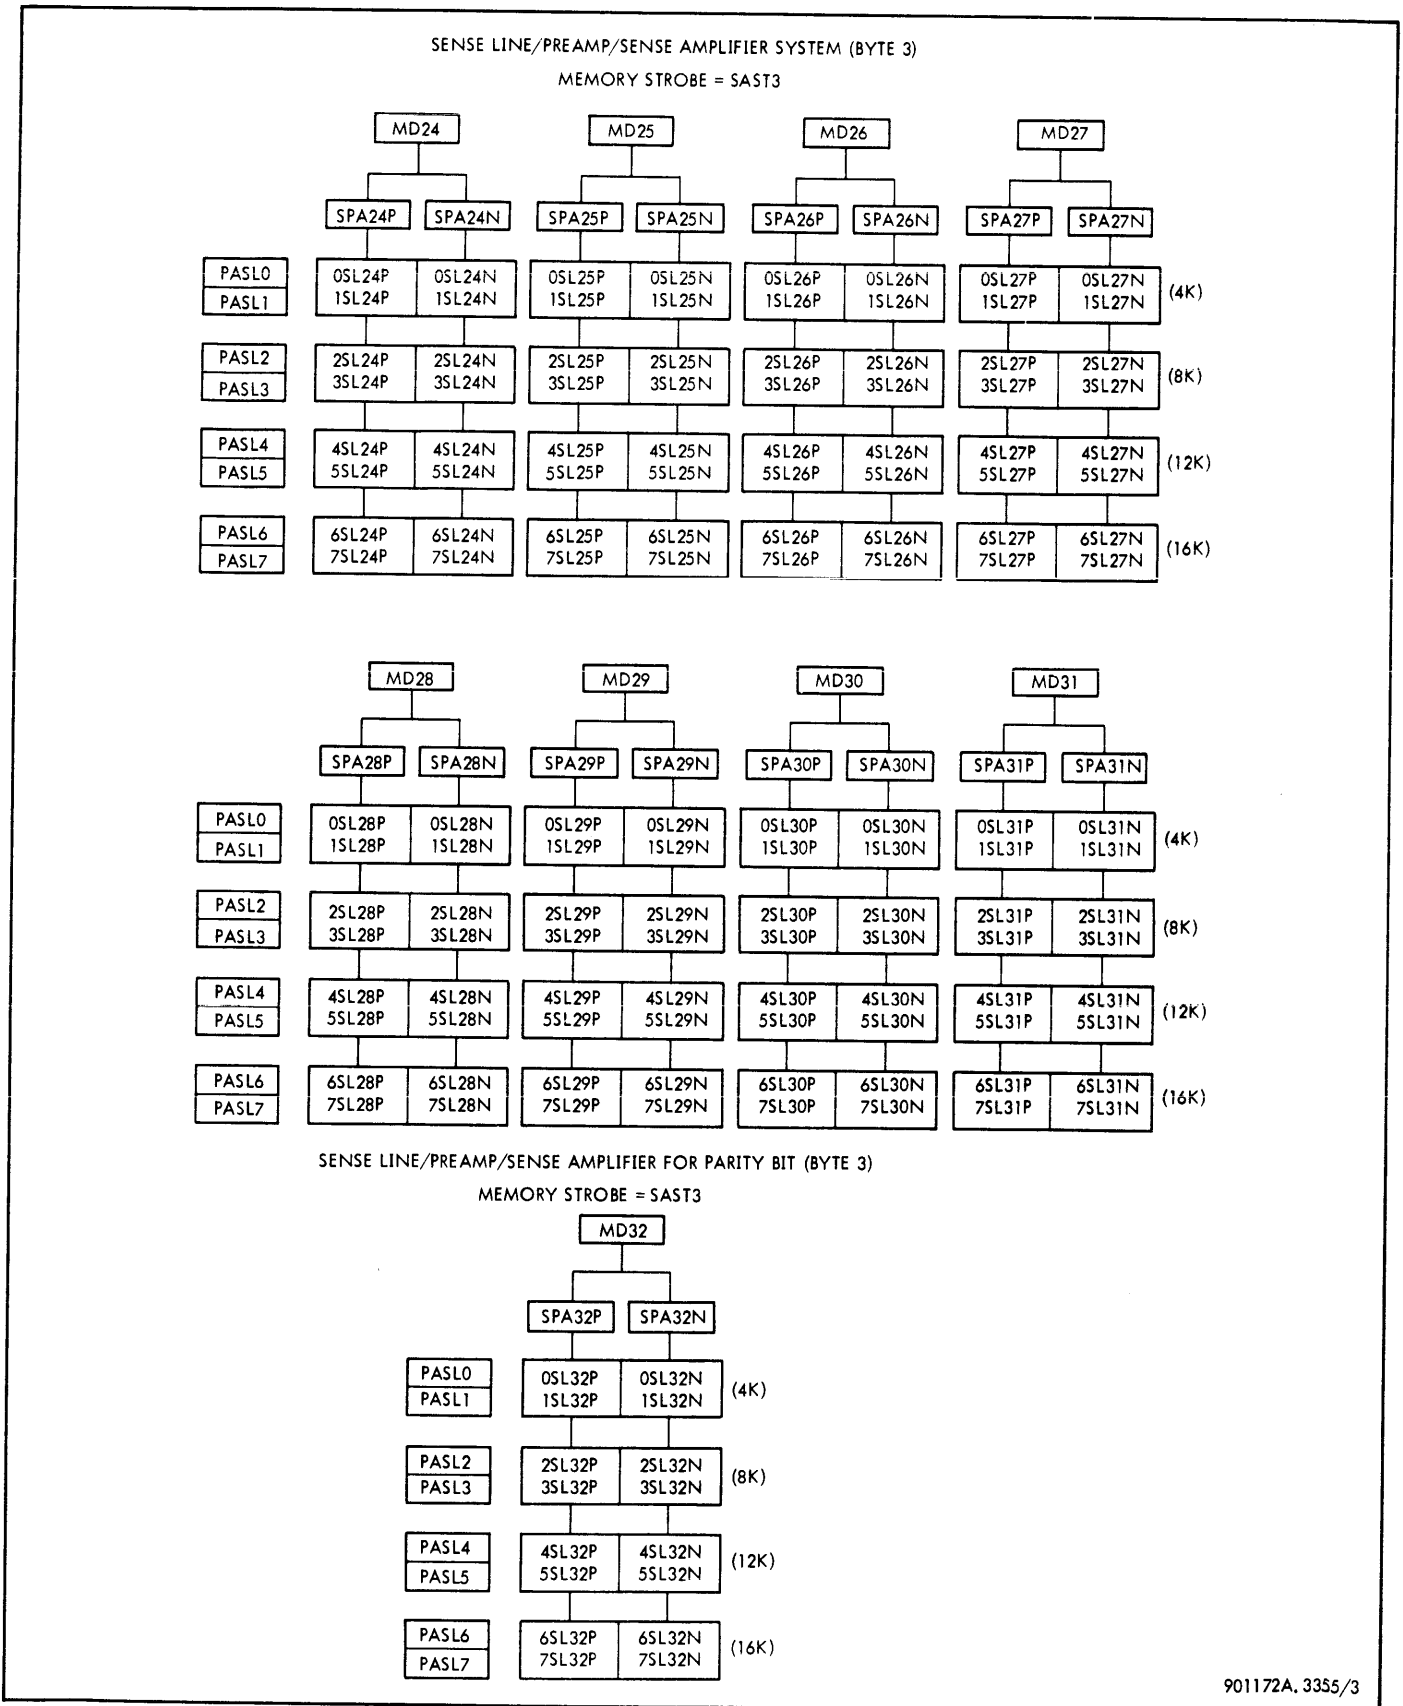 SENSE LINE/PREAMP/SENSE AMPLIFIER SYSTEM (BYTE 3)
MEMORY STROBE = SAST3
MD24 MD25 MD26 MD27
SPA24P SPA24N SPA25P SPA25N SPA26P SPA26N SPA27P SPA27N
PASL0 0SL24P 0SL24N 0SL25P 0SL25N 0SL26P 0SL26N 0SL27P 0SL27N (4K)
PASL1 1SL24P 1SL24N 1SL25P 1SL25N 1SL26P 1SL26N 1SL27P 1SL27N
PASL2 2SL24P 2SL24N 2SL25P 2SL25N 2SL26P 2SL26N 2SL27P 2SL27N (8K)
PASL3 3SL24P 3SL24N 3SL25P 3SL25N 3SL26P 3SL26N 3SL27P 3SL27N
PASL4 4SL24P 4SL24N 4SL25P 4SL25N 4SL26P 4SL26N 4SL27P 4SL27N (12K)
PASL5 5SL24P 5SL24N 5SL25P 5SL25N 5SL26P 5SL26N 5SL27P 5SL27N
PASL6 6SL24P 6SL24N 6SL25P 6SL25N 6SL26P 6SL26N 6SL27P 6SL27N (16K)
PASL7 7SL24P 7SL24N 7SL25P 7SL25N 7SL26P 7SL26N 7SL27P 7SL27N
MD28 MD29 MD30 MD31
SPA28P SPA28N SPA29P SPA29N SPA30P SPA30N SPA31P SPA31N
PASL0 0SL28P 0SL28N 0SL29P 0SL29N 0SL30P 0SL30N 0SL31P 0SL31N (4K)
PASL1 1SL28P 1SL28N 1SL29P 1SL29N 1SL30P 1SL30N 1SL31P 1SL31N
PASL2 2SL28P 2SL28N 2SL29P 2SL29N 2SL30P 2SL30N 2SL31P 2SL31N (8K)
PASL3 3SL28P 3SL28N 3SL29P 3SL29N 3SL30P 3SL30N 3SL31P 3SL31N
PASL4 4SL28P 4SL28N 4SL29P 4SL29N 4SL30P 4SL30N 4SL31P 4SL31N (12K)
PASL5 5SL28P 5SL28N 5SL29P 5SL29N 5SL30P 5SL30N 5SL31P 5SL31N
PASL6 6SL28P 6SL28N 6SL29P 6SL29N 6SL30P 6SL30N 6SL31P 6SL31N (16K)
PASL7 7SL28P 7SL28N 7SL29P 7SL29N 7SL30P 7SL30N 7SL31P 7SL31N
SENSE LINE/PREAMP/SENSE AMPLIFIER FOR PARITY BIT (BYTE 3)
MEMORY STROBE = SAST3
MD32
SPA32P SPA32N
PASL0 0SL32P 0SL32N (4K)
PASL1 1SL32P 1SL32N
PASL2 2SL32P 2SL32N (8K)
PASL3 3SL32P 3SL32N
PASL4 4SL32P 4SL32N (12K)
PASL5 5SL32P 5SL32N
PASL6 6SL32P 6SL32N (16K)
PASL7 7SL32P 7SL32N
901172A. 3355/3